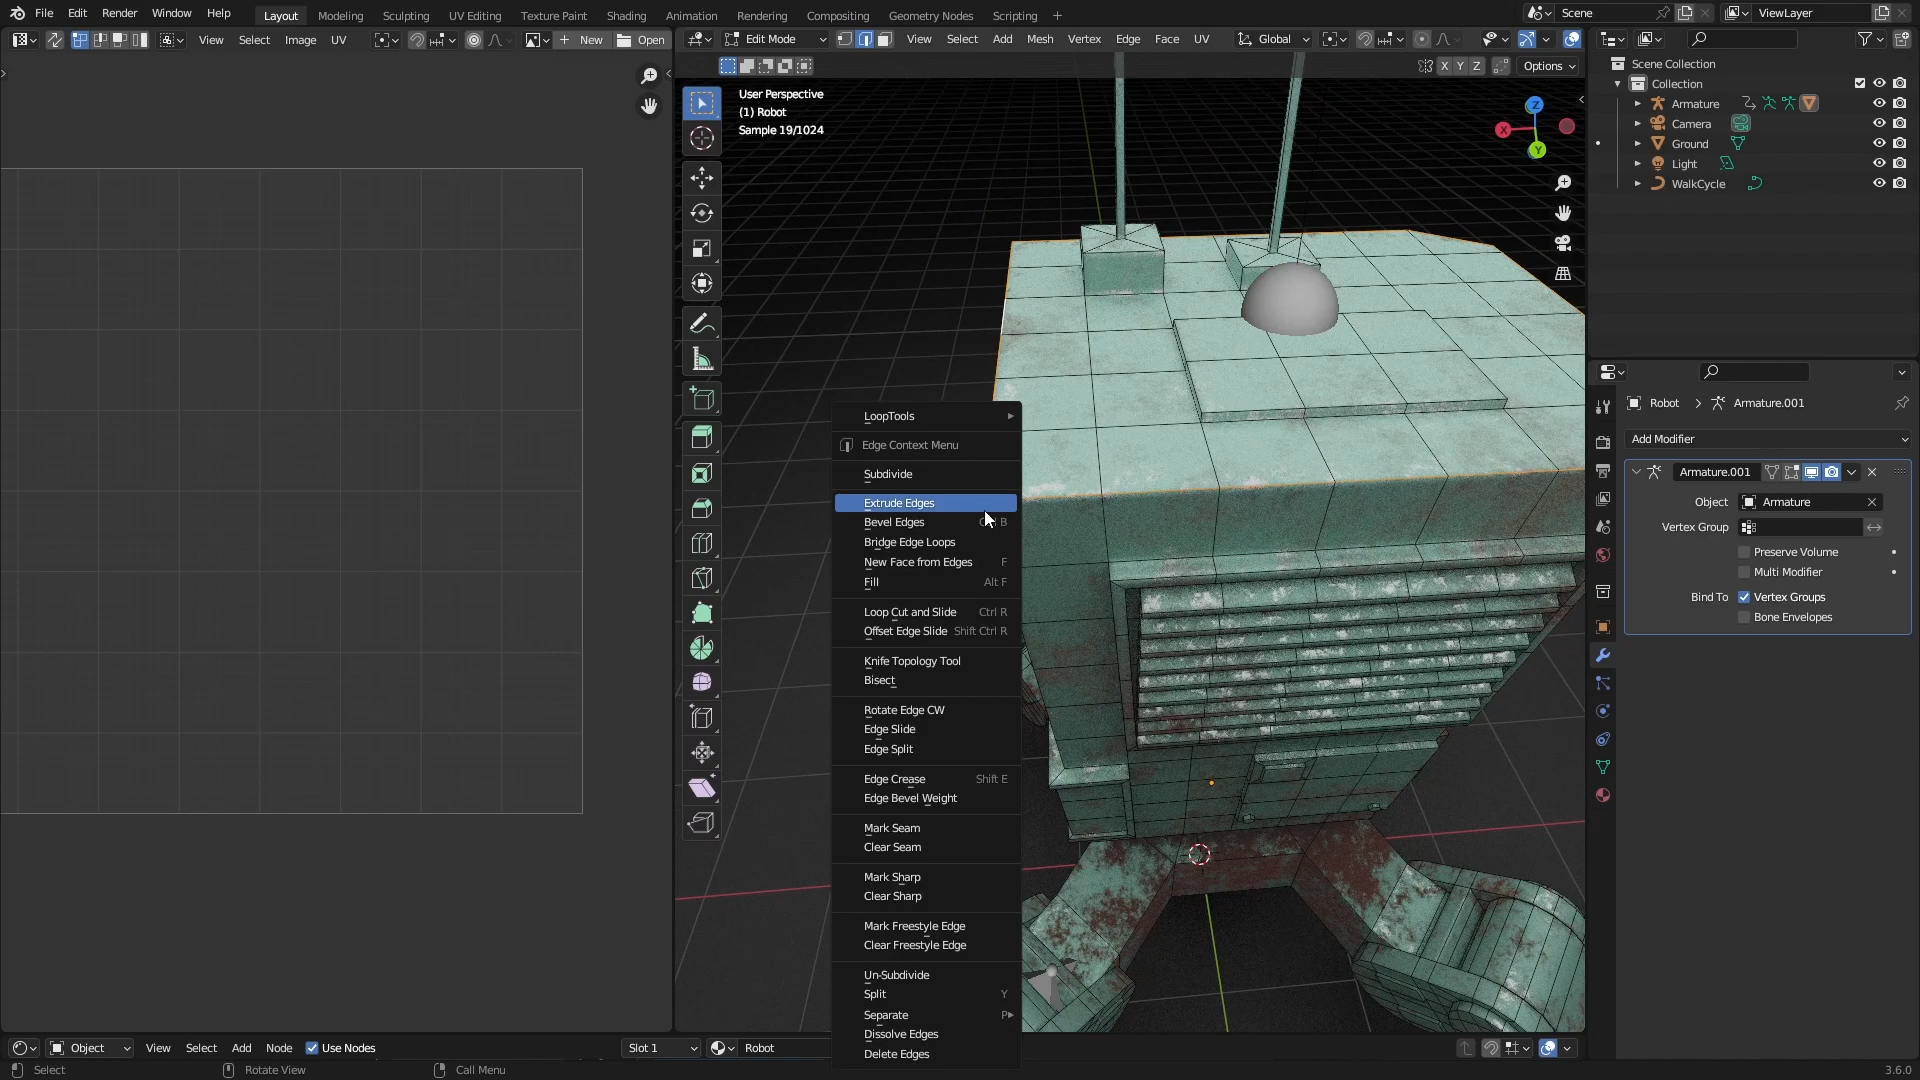 File Edit Render Window Help Layout Modeling Sculpting UV Editing Texture Paint Shading Animation Rendering Compositing Geometry Nodes Scripting + Scene ViewLayer
View Select Image UV New Open Edit Mode View Select Add Mesh Vertex Edge Face UV Global
X Y Z Options
User Perspective
(1) Robot
Sample 19/1024
Z
X
Y
Scene Collection
Collection
Armature
Camera
Ground
Light
WalkCycle
Robot Armature.001
Add Modifier
Armature.001
Object Armature
Vertex Group
Preserve Volume
Multi Modifier
Bind To Vertex Groups
Bone Envelopes
LoopTools
Edge Context Menu
Subdivide
Extrude Edges
Bevel Edges B
Bridge Edge Loops
New Face from Edges F
Fill Alt F
Loop Cut and Slide Ctrl R
Offset Edge Slide Shift Ctrl R
Knife Topology Tool
Bisect
Rotate Edge CW
Edge Slide
Edge Split
Edge Crease Shift E
Edge Bevel Weight
Mark Seam
Clear Seam
Mark Sharp
Clear Sharp
Mark Freestyle Edge
Clear Freestyle Edge
Un-Subdivide
Split Y
Separate P
Dissolve Edges
Delete Edges
Object View Select Add Node Use Nodes Slot 1 Robot
Select Rotate View Call Menu 3.6.0